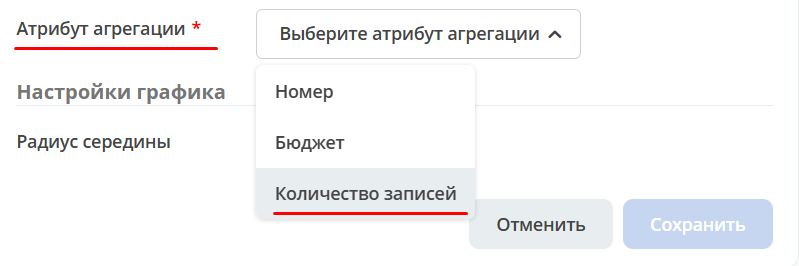 Атрибут агрегации *
Выберите атрибут агрегации
Номер
Настройки графика
Бюджет
Радиус середины
Количество записей
Отменить
Сохранить